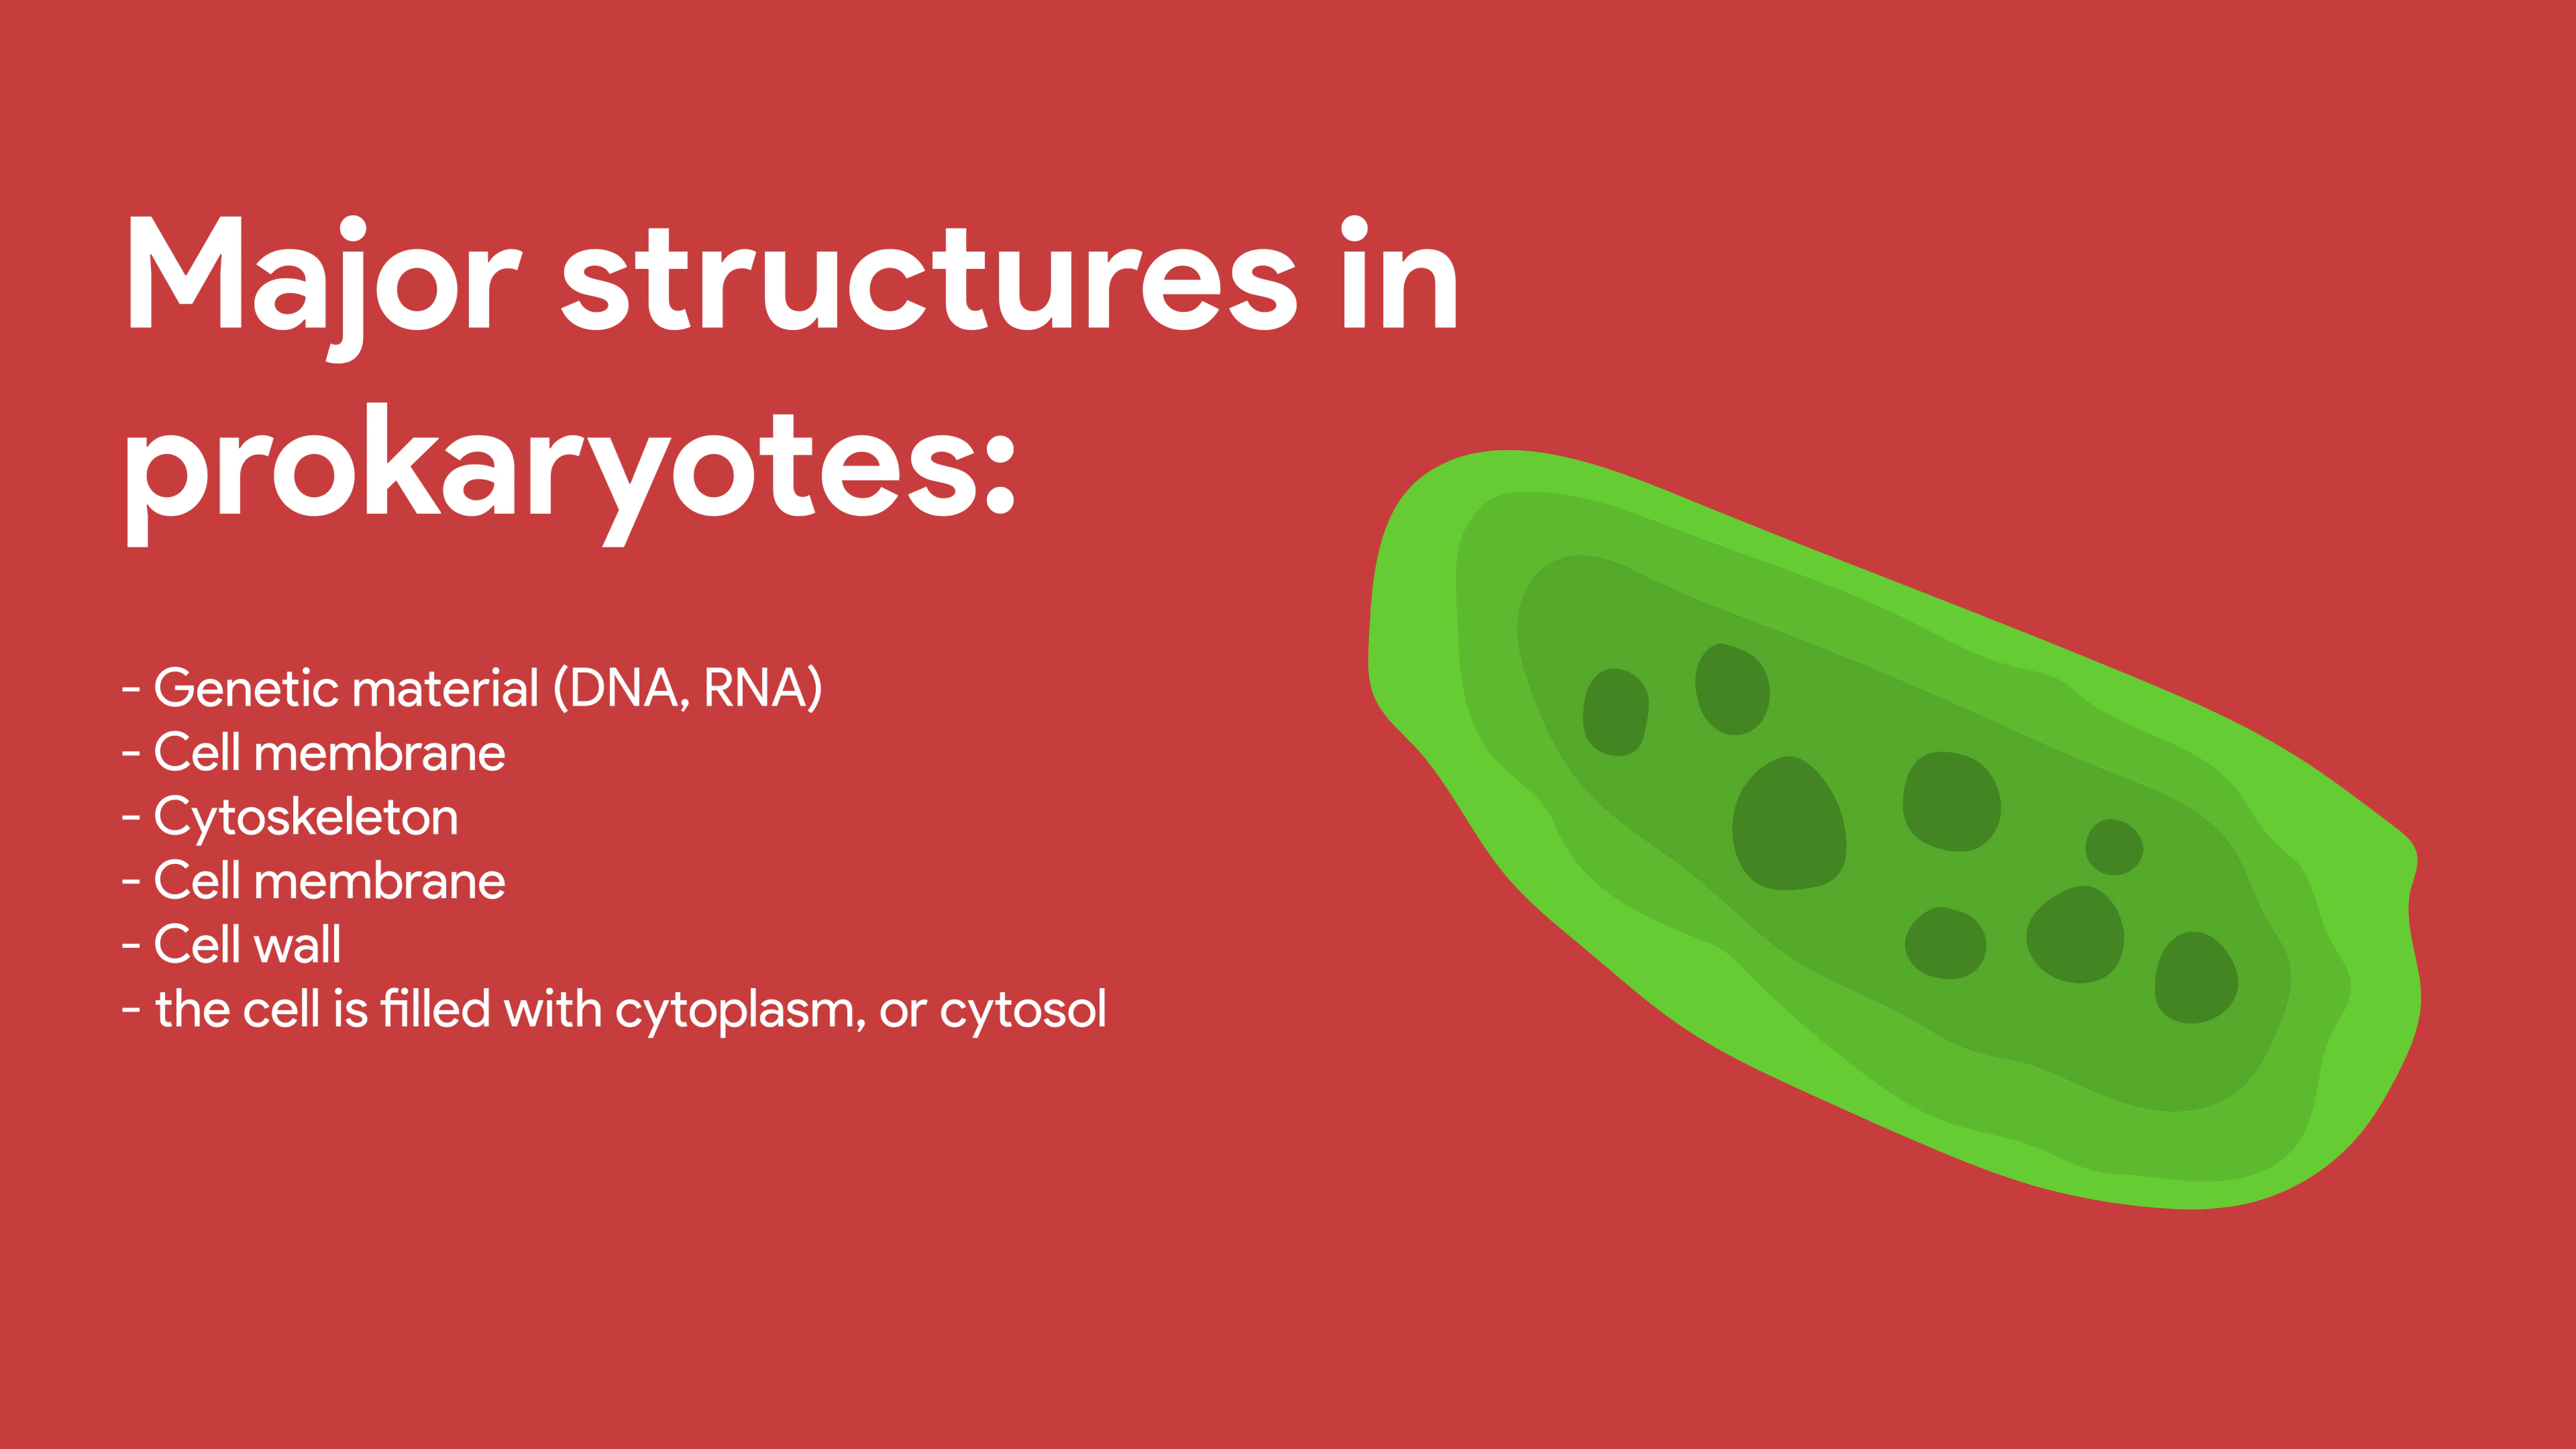 Major structures in
prokaryotes:
- Genetic material (DNA, RNA)
- Cell membrane
- Cytoskeleton
- Cell membrane
- Cell wall
- the cell is filled with cytoplasm, or cytosol